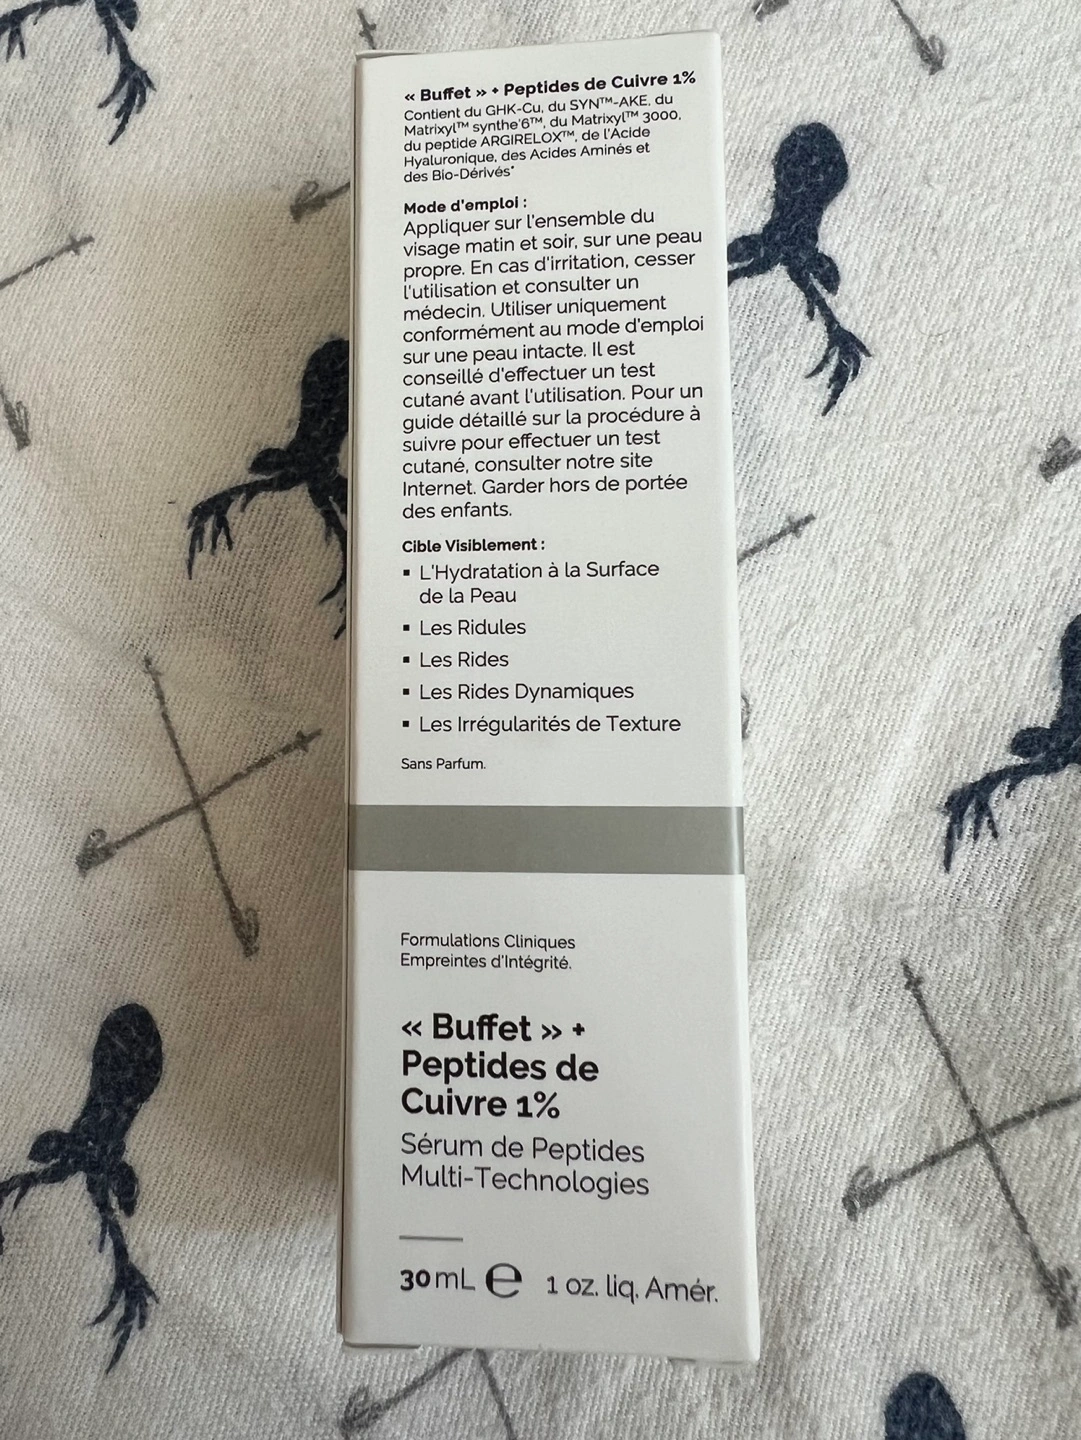 « Buffet » + Peptides de Cuivre 1%
Contient du GHK-Cu, du SYN™-AKE, du
Matrixyl™ synthe'6™, du Matrixyl™ 3000,
du peptide ARGIRELOX™, de l'Acide
Hyaluronique, des Acides Aminés et
des Bio-Dérivés*
Mode d'emploi :
Appliquer sur l'ensemble du
visage matin et soir, sur une peau
propre. En cas d'irritation, cesser
l'utilisation et consulter un
médecin. Utiliser uniquement
conformément au mode d'emploi
sur une peau intacte. Il est
conseillé d'effectuer un test
cutané avant l'utilisation. Pour un
guide détaillé sur la procédure à
suivre pour effectuer un test
cutané, consulter notre site
Internet. Garder hors de portée
des enfants.
Cible Visiblement :
▪ L'Hydratation à la Surface
de la Peau
▪ Les Ridules
▪ Les Rides
▪ Les Rides Dynamiques
▪ Les Irrégularités de Texture
Sans Parfum.
Formulations Cliniques
Empreintes d'Intégrité.
« Buffet » +
Peptides de
Cuivre 1%
Sérum de Peptides
Multi-Technologies
30 mL ℮ 1 oz. liq. Amér.